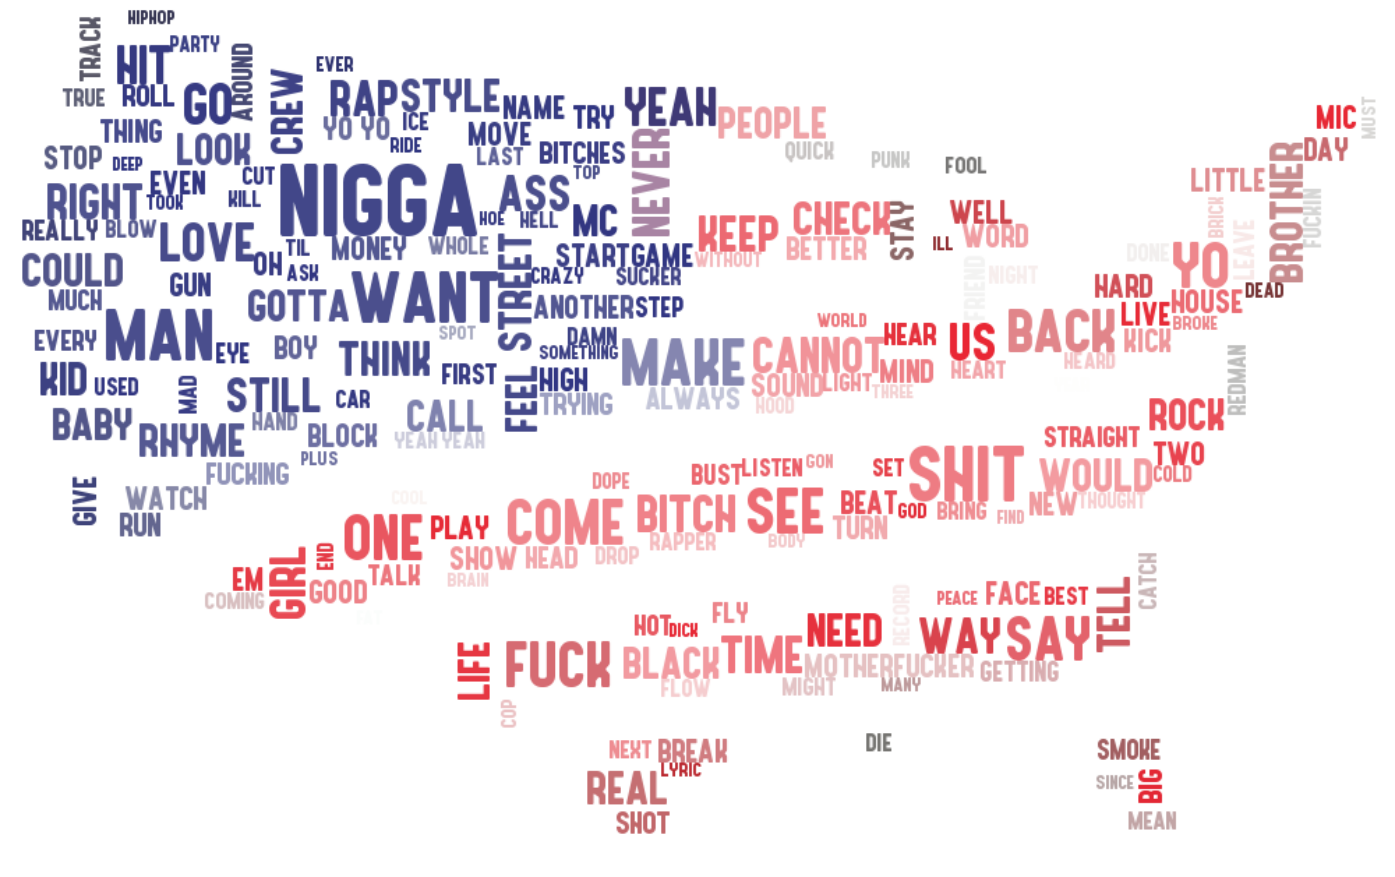 HIPHOP
TRACK
HIT
PARTY
AROUND
TRUE
ROLL
GO
CREW
EVER
RAP
STYLE
NAME
TRY
YEAH
PEOPLE
MIC
MUST
THING
LOOK
YO YO
ICE
RIDE
MOVE
LAST
BITCHES
TOP
NEVER
QUICK
PUNK
FOOL
DAY
BROTHER
STOP
DEEP
EVEN
CUT
KILL
NIGGA
ASS
HOE
HELL
MC
LITTLE
BRICK
FUCKIN
RIGHT
TOOK
REALLY
BLOW
LOVE
OH
TIL
ASK
MONEY
WHOLE
START
GAME
KEEP
WITHOUT
CHECK
BETTER
STAY
WELL
ILL
WORD
DONE
YO
LEAVE
COULD
GUN
MUCH
GOTTA
WANT
STREET
CRAZY
SUCKER
ANOTHER
STEP
FRIEND
NIGHT
HARD
HOUSE
DEAD
EVERY
MAN
EYE
BOY
THINK
SPOT
DAMN
SOMETHING
MAKE
CANNOT
WORLD
HEAR
US
BACK
LIVE
BROKE
KICK
HEARD
KID
USED
MAD
STILL
CAR
FIRST
FEEL
HIGH
TRYING
ALWAYS
SOUND
LIGHT
MIND
THREE
HEART
HOOD
REDMAN
BABY
RHYME
HAND
BLOCK
CALL
YEAH YEAH
PLUS
ROCK
STRAIGHT
TWO
GIVE
FUCKING
WATCH
RUN
COOL
DOPE
BUST
LISTEN
GON
SET
SHIT
WOULD
COLD
ONE
PLAY
COME
BITCH
SEE
BEAT
GOD
BRING
FIND
NEW
THOUGHT
RAPPER
BODY
TURN
EM
GIRL
END
SHOW
HEAD
DROP
COMING
GOOD
TALK
BRAIN
CATCH
HOT
DICK
FLY
NEED
RECORD
PEACE
FACE
BEST
TELL
LIFE
FUCK
BLACK
TIME
WAY
SAY
FLOW
MOTHERFUCKER
MIGHT
MANY
GETTING
COP
NEXT
BREAK
LYRIC
DIE
SMOKE
REAL
SINCE
BIG
SHOT
MEAN